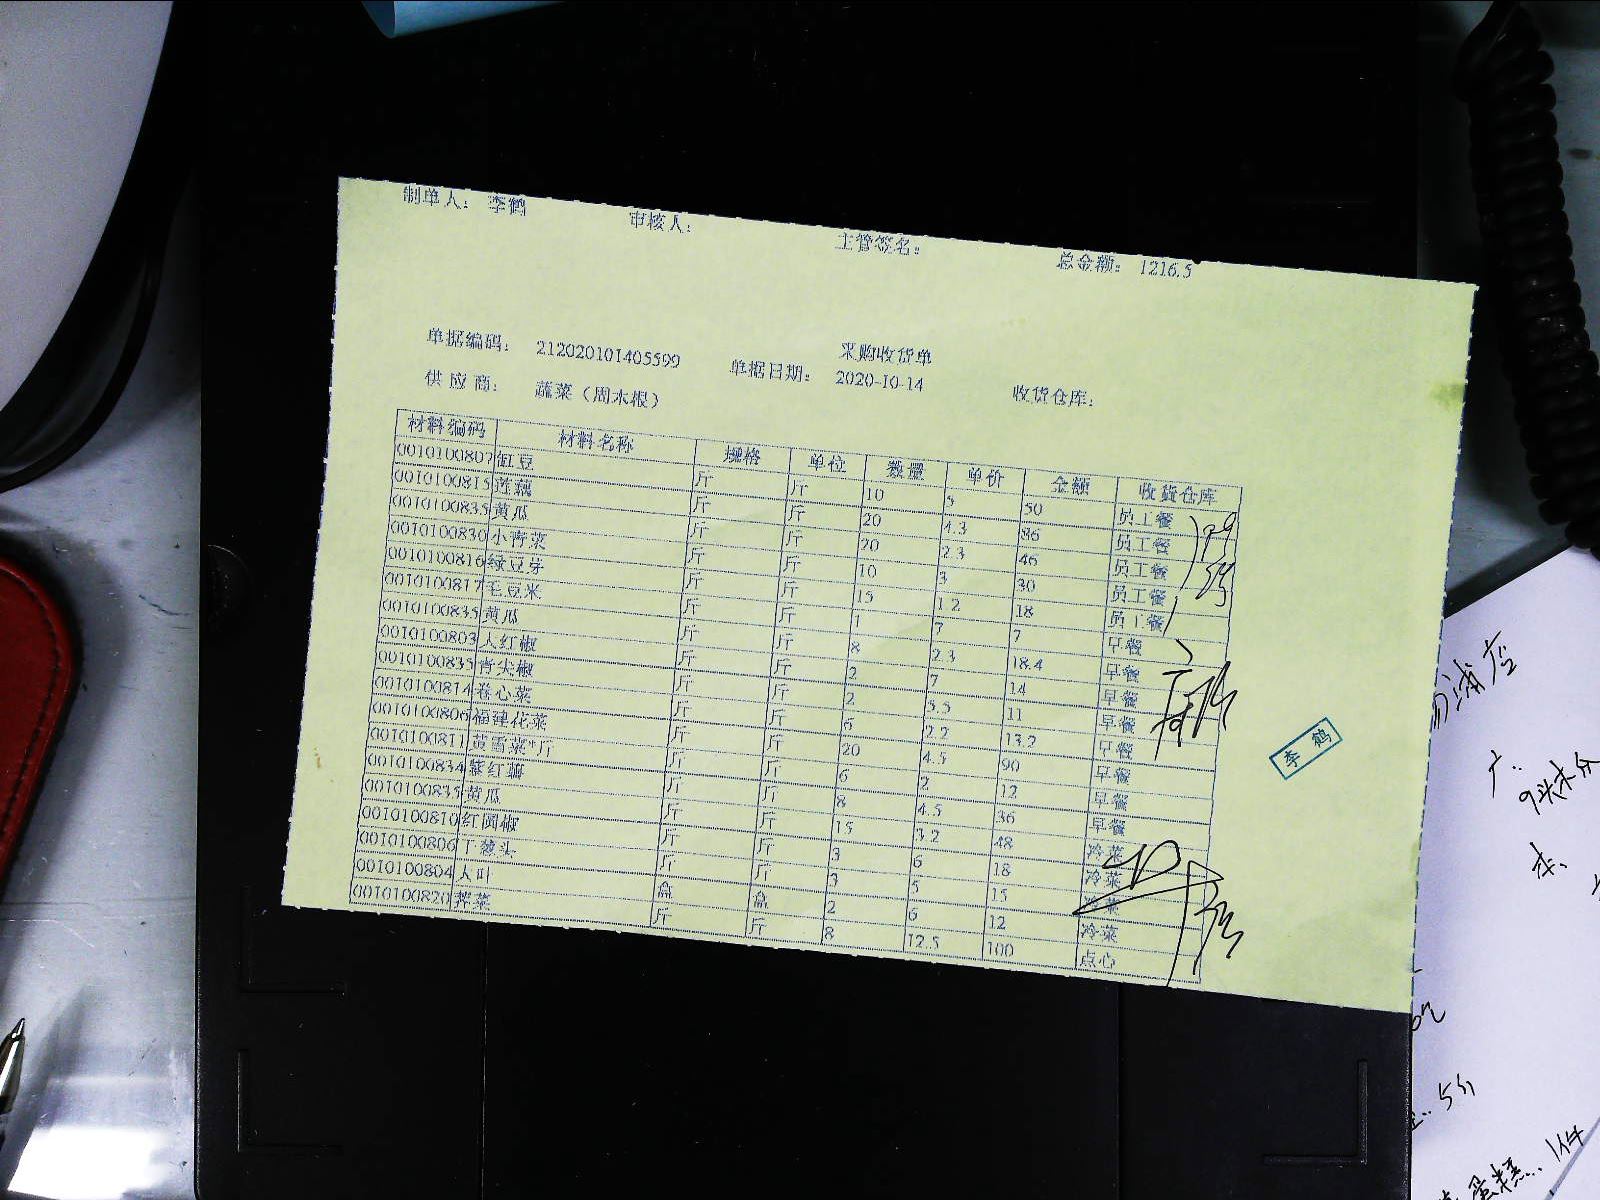 制单人： 李鹤 审核人： 主管签名： 总金额： 1216.5
采购收货单
单据编码： 212020101405599 单据日期： 2020-10-14 收货仓库：
供应商： 蔬菜（周木根）
材料编码 材料名称 规格 单位 数量 单价 金额 收货仓库
0010100807 豇豆 斤 斤 10 5 50 员工餐
0010100815 莲藕 斤 斤 20 4.3 86 员工餐
0010100835 黄瓜 斤 斤 20 2.3 46 员工餐
0010100830 小青菜 斤 斤 10 3 30 员工餐
0010100816 绿豆芽 斤 斤 15 1.2 18 员工餐
0010100817 毛豆米 斤 斤 1 7 7 早餐
0010100835 黄瓜 斤 斤 8 2.3 18.4 早餐
0010100803 大红椒 斤 斤 2 7 14 早餐
0010100835 青尖椒 斤 斤 2 5.5 11 早餐
0010100814 卷心菜 斤 斤 6 2.2 13.2 早餐
0010100806 福建花菜 斤 斤 20 4.5 90 早餐
0010100811 黄雪菜*斤 斤 斤 6 2 12 早餐
0010100834 紫红瓣 斤 斤 8 4.5 36 早餐
0010100835 黄瓜 斤 斤 15 3.2 48 冷菜
0010100810 红圆椒 斤 斤 3 6 18 冷菜
0010100806 丁葱头 斤 斤 3 5 15 冷菜
0010100804 大叶 盒 盒 2 6 12 冷菜
0010100820 荠菜 斤 斤 8 12.5 100 点心
李鹤
5个
蛋糕.. 1件